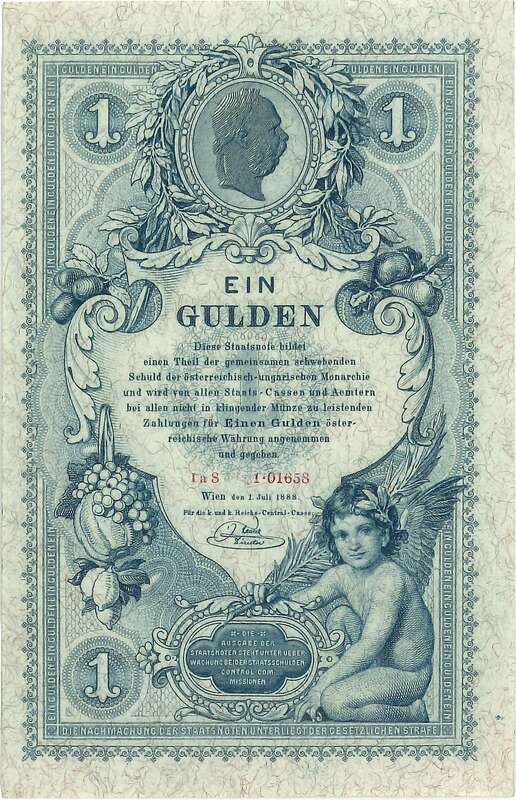 GULDEN EIN GULDEN EIN GULDEN EIN GULDEN
1 1
EIN
GULDEN
Diese Staatsnote bildet
einen Theil der gemeinsamen schwebenden
Schuld der österreichisch-ungarischen Monarchie
und wird von allen Staats-Cassen und Aemtern
bei allen nicht in klingender Münze zu leistenden
Zahlungen für Einen Gulden öster-
reichische Währung angenommen
und gegeben.
Ia 8 1·01658
Wien den 1. Juli 1888.
Für die k. und k. Reichs-Central-Casse:
Director
DIE
AUSGABE DER
STAATSNOTEN STEHT UNTER UEBER
WACHUNG BEI DER STAATSSCHULDEN
CONTROL COM
MISSIONEN
1
DIE NACHMACHUNG DER STAATSNOTEN UNTERLIEGT DER GESETZLICHEN STRAFE